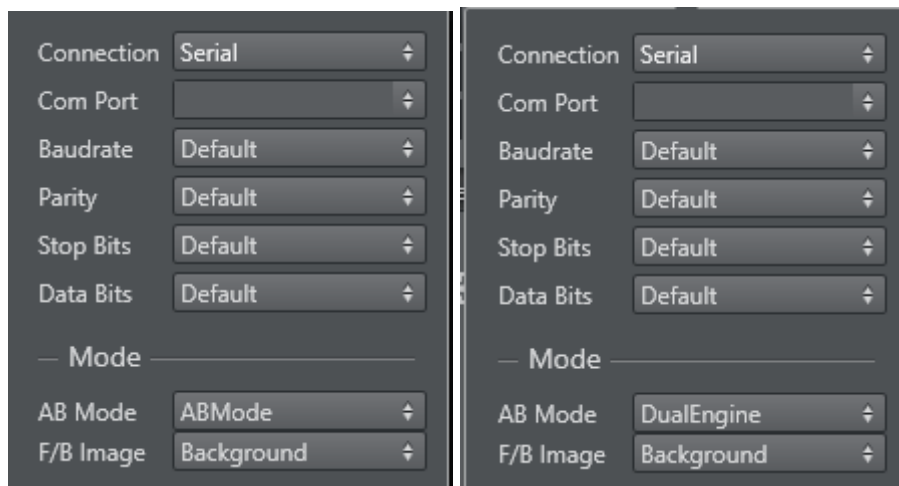 Connection Serial
Com Port
Baudrate Default
Parity Default
Stop Bits Default
Data Bits Default
Mode
AB Mode ABMode
F/B Image Background
Connection Serial
Com Port
Baudrate Default
Parity Default
Stop Bits Default
Data Bits Default
Mode
AB Mode DualEngine
F/B Image Background